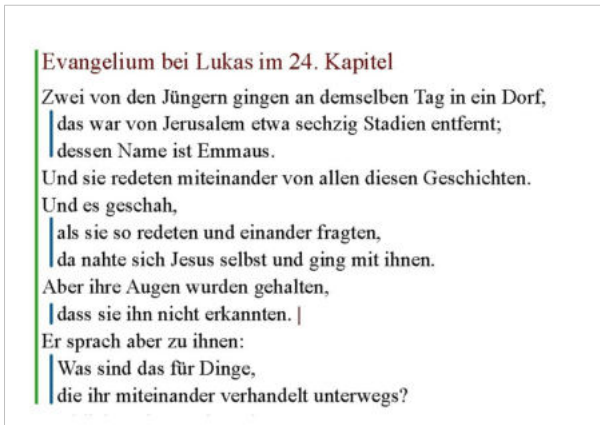 Evangelium bei Lukas im 24. Kapitel
Zwei von den Jüngern gingen an demselben Tag in ein Dorf,
das war von Jerusalem etwa sechzig Stadien entfernt;
dessen Name ist Emmaus.
Und sie redeten miteinander von allen diesen Geschichten.
Und es geschah,
als sie so redeten und einander fragten,
da nahte sich Jesus selbst und ging mit ihnen.
Aber ihre Augen wurden gehalten,
dass sie ihn nicht erkannten. |
Er sprach aber zu ihnen:
Was sind das für Dinge,
die ihr miteinander verhandelt unterwegs?